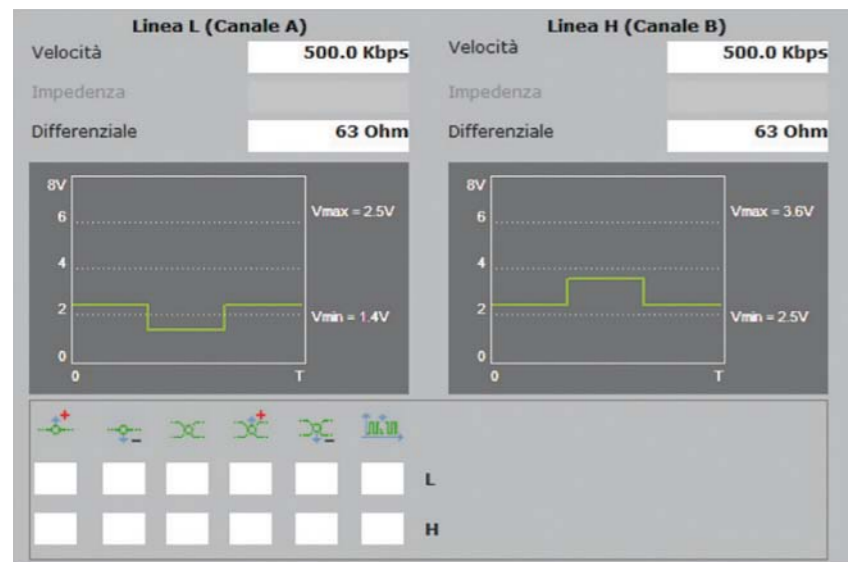 Linea L (Canale A)
Velocità 500.0 Kbps
Impedenza
Differenziale 63 Ohm
8V
6
4
2
0
0 T
Vmax = 2.5V
Vmin = 1.4V
Linea H (Canale B)
Velocità 500.0 Kbps
Impedenza
Differenziale 63 Ohm
8V
6
4
2
0
0 T
Vmax = 3.6V
Vmin = 2.5V
L
H